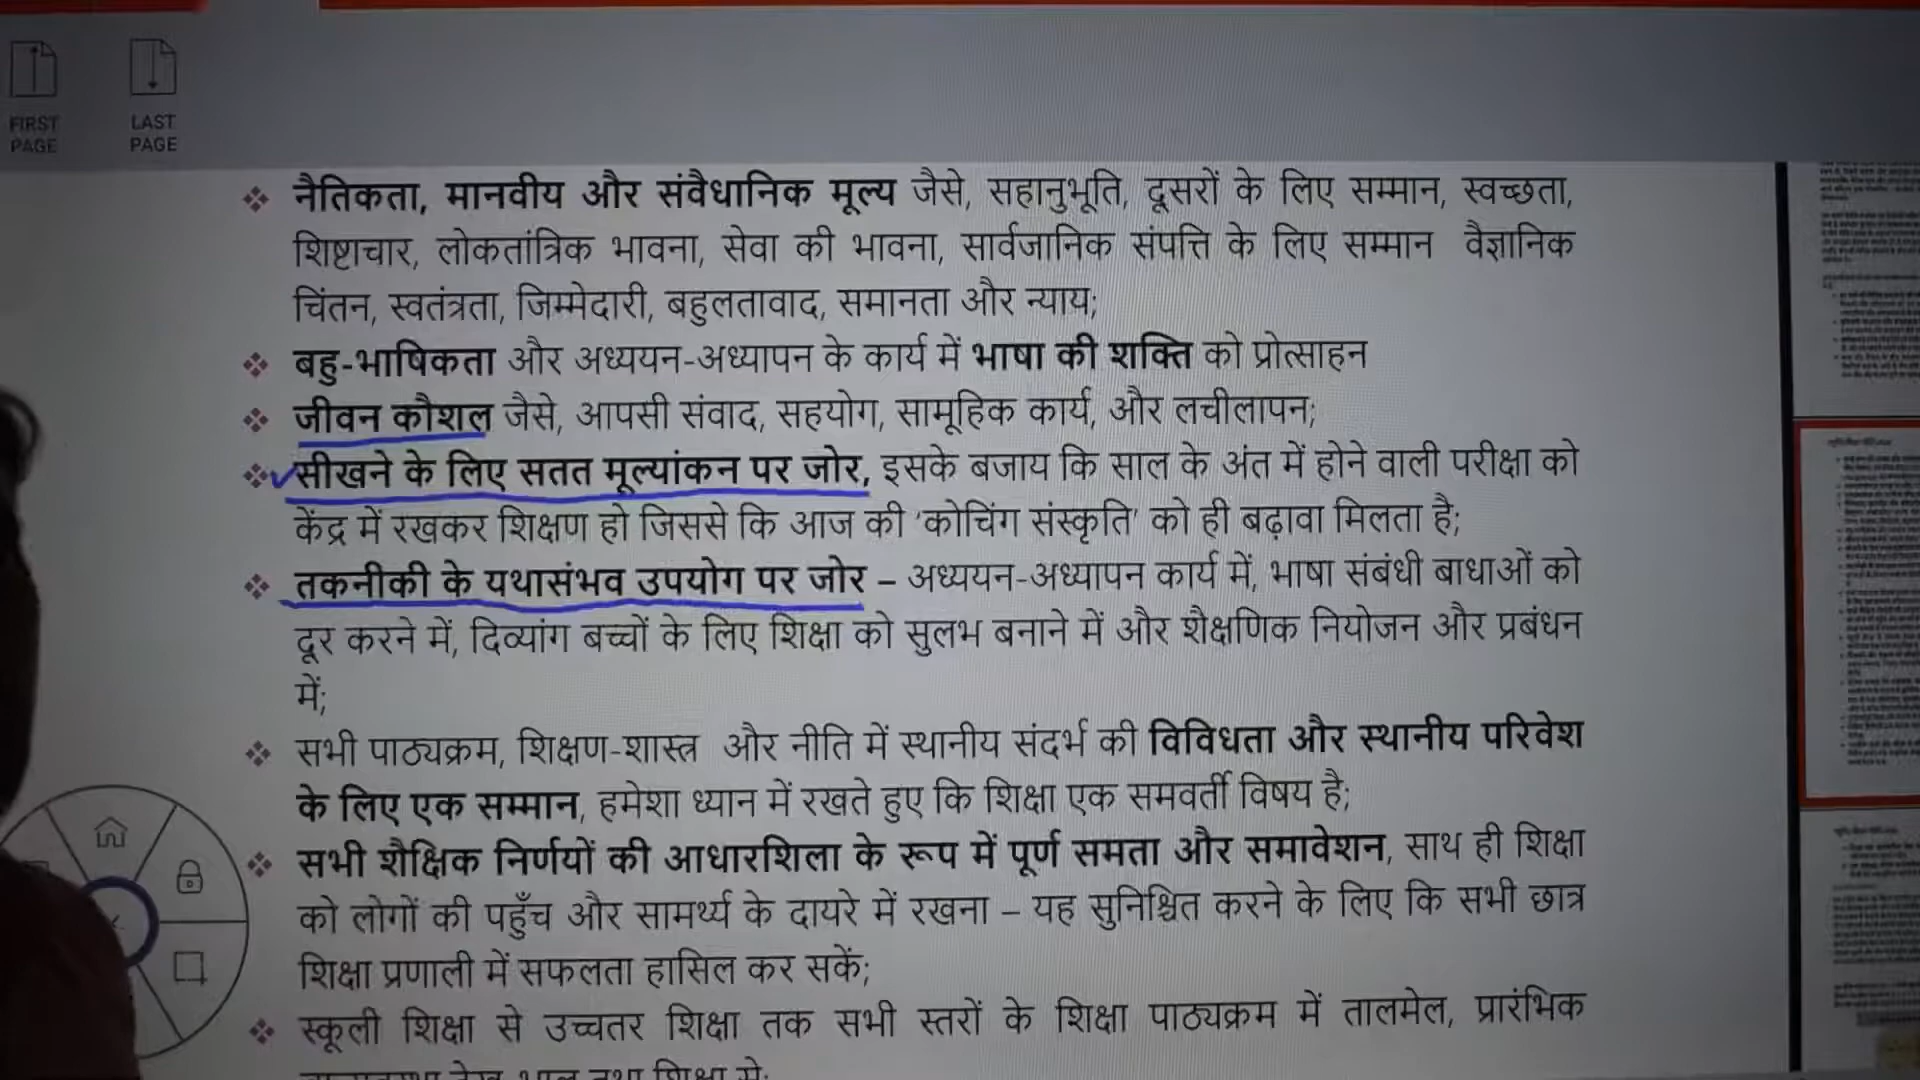 FIRST
PAGE
LAST
PAGE
❖ नैतिकता, मानवीय और संवैधानिक मूल्य जैसे, सहानुभूति, दूसरों के लिए सम्मान, स्वच्छता,
शिष्टाचार, लोकतांत्रिक भावना, सेवा की भावना, सार्वजानिक संपत्ति के लिए सम्मान वैज्ञानिक
चिंतन, स्वतंत्रता, जिम्मेदारी, बहुलतावाद, समानता और न्याय;
❖ बहु-भाषिकता और अध्ययन-अध्यापन के कार्य में भाषा की शक्ति को प्रोत्साहन
❖ जीवन कौशल जैसे, आपसी संवाद, सहयोग, सामूहिक कार्य, और लचीलापन;
❖ सीखने के लिए सतत मूल्यांकन पर जोर, इसके बजाय कि साल के अंत में होने वाली परीक्षा को
केंद्र में रखकर शिक्षण हो जिससे कि आज की 'कोचिंग संस्कृति' को ही बढ़ावा मिलता है;
❖ तकनीकी के यथासंभव उपयोग पर जोर – अध्ययन-अध्यापन कार्य में, भाषा संबंधी बाधाओं को
दूर करने में, दिव्यांग बच्चों के लिए शिक्षा को सुलभ बनाने में और शैक्षणिक नियोजन और प्रबंधन
में;
❖ सभी पाठ्यक्रम, शिक्षण-शास्त्र और नीति में स्थानीय संदर्भ की विविधता और स्थानीय परिवेश
के लिए एक सम्मान, हमेशा ध्यान में रखते हुए कि शिक्षा एक समवर्ती विषय है;
❖ सभी शैक्षिक निर्णयों की आधारशिला के रूप में पूर्ण समता और समावेशन, साथ ही शिक्षा
को लोगों की पहुँच और सामर्थ्य के दायरे में रखना – यह सुनिश्चित करने के लिए कि सभी छात्र
शिक्षा प्रणाली में सफलता हासिल कर सकें;
❖ स्कूली शिक्षा से उच्चतर शिक्षा तक सभी स्तरों के शिक्षा पाठ्यक्रम में तालमेल, प्रारंभिक